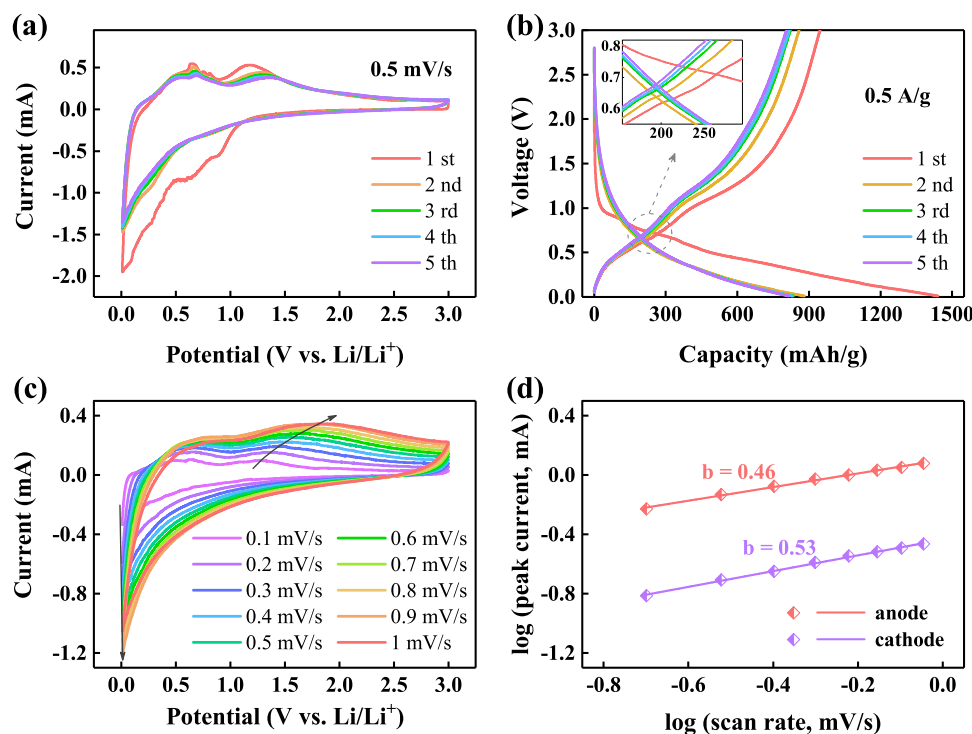 (a)
0.5 mV/s
0.5
0.0
-0.5
-1.0
-1.5
-2.0
Current (mA)
1 st
2 nd
3 rd
4 th
5 th
0.0 0.5 1.0 1.5 2.0 2.5 3.0
Potential (V vs. Li/Li+)
(b)
0.5 A/g
3.0
2.5
2.0
1.5
1.0
0.5
0.0
Voltage (V)
0.8
0.7
0.6
200 250
1 st
2 nd
3 rd
4 th
5 th
0 300 600 900 1200 1500
Capacity (mAh/g)
(c)
0.4
0.0
-0.4
-0.8
-1.2
Current (mA)
0.1 mV/s 0.6 mV/s
0.2 mV/s 0.7 mV/s
0.3 mV/s 0.8 mV/s
0.4 mV/s 0.9 mV/s
0.5 mV/s 1 mV/s
0.0 0.5 1.0 1.5 2.0 2.5 3.0
Potential (V vs. Li/Li+)
(d)
0.4
0.0
-0.4
-0.8
-1.2
log (peak current, mA)
b = 0.46
b = 0.53
anode
cathode
-0.8 -0.6 -0.4 -0.2 0.0
log (scan rate, mV/s)